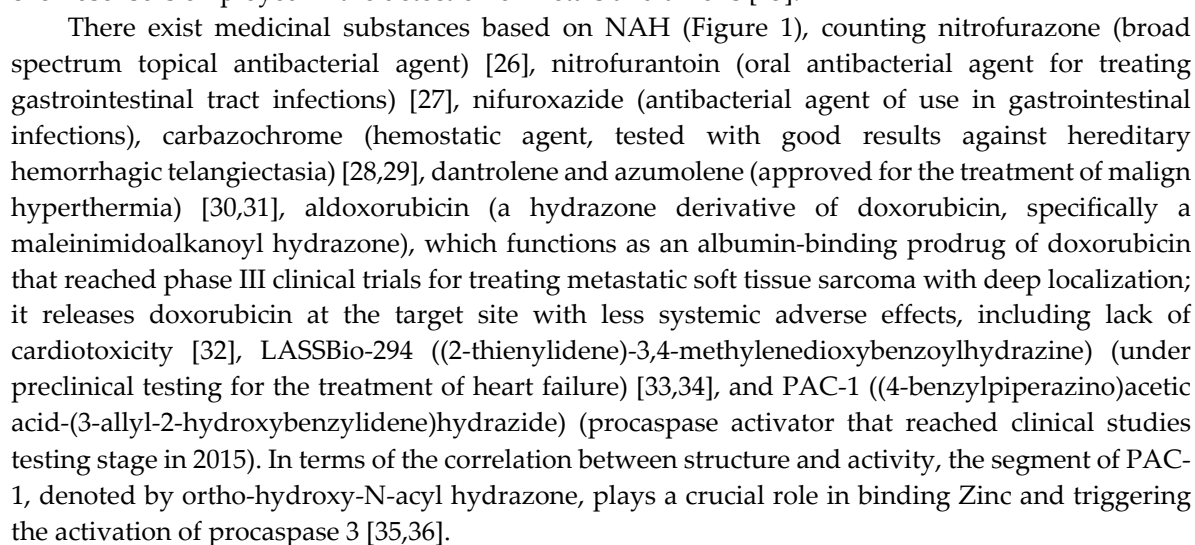 There exist medicinal substances based on NAH (Figure 1), counting nitrofurazone (broad
spectrum topical antibacterial agent) [26], nitrofurantoin (oral antibacterial agent for treating
gastrointestinal tract infections) [27], nifuroxazide (antibacterial agent of use in gastrointestinal
infections), carbazochrome (hemostatic agent, tested with good results against hereditary
hemorrhagic telangiectasia) [28,29], dantrolene and azumolene (approved for the treatment of malign
hyperthermia) [30,31], aldoxorubicin (a hydrazone derivative of doxorubicin, specifically a
maleinimidoalkanoyl hydrazone), which functions as an albumin-binding prodrug of doxorubicin
that reached phase III clinical trials for treating metastatic soft tissue sarcoma with deep localization;
it releases doxorubicin at the target site with less systemic adverse effects, including lack of
cardiotoxicity [32], LASSBio-294 ((2-thienylidene)-3,4-methylenedioxybenzoylhydrazine) (under
preclinical testing for the treatment of heart failure) [33,34], and PAC-1 ((4-benzylpiperazino)acetic
acid-(3-allyl-2-hydroxybenzylidene)hydrazide) (procaspase activator that reached clinical studies
testing stage in 2015). In terms of the correlation between structure and activity, the segment of PAC-
1, denoted by ortho-hydroxy-N-acyl hydrazone, plays a crucial role in binding Zinc and triggering
the activation of procaspase 3 [35,36].